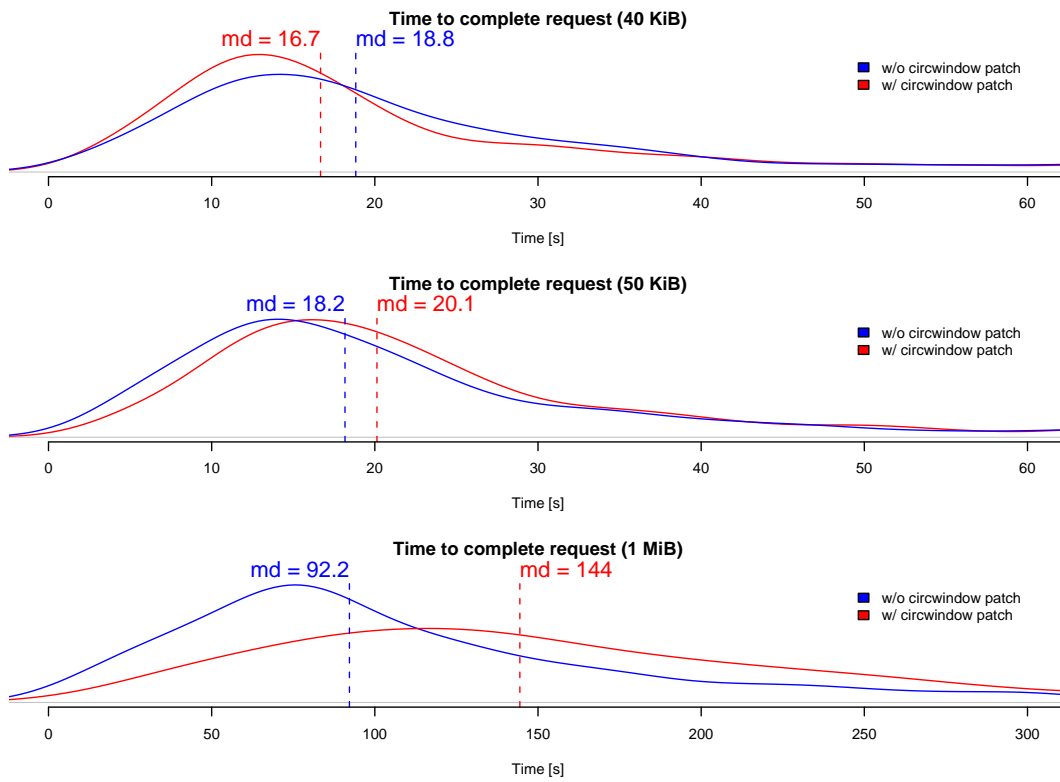 Time to complete request (40 KiB)
md = 16.7 md = 18.8
w/o circwindow patch
w/ circwindow patch
0 10 20 30 40 50 60
Time [s]
Time to complete request (50 KiB)
md = 18.2 md = 20.1
w/o circwindow patch
w/ circwindow patch
0 10 20 30 40 50 60
Time [s]
Time to complete request (1 MiB)
md = 92.2 md = 144
w/o circwindow patch
w/ circwindow patch
0 50 100 150 200 250 300
Time [s]